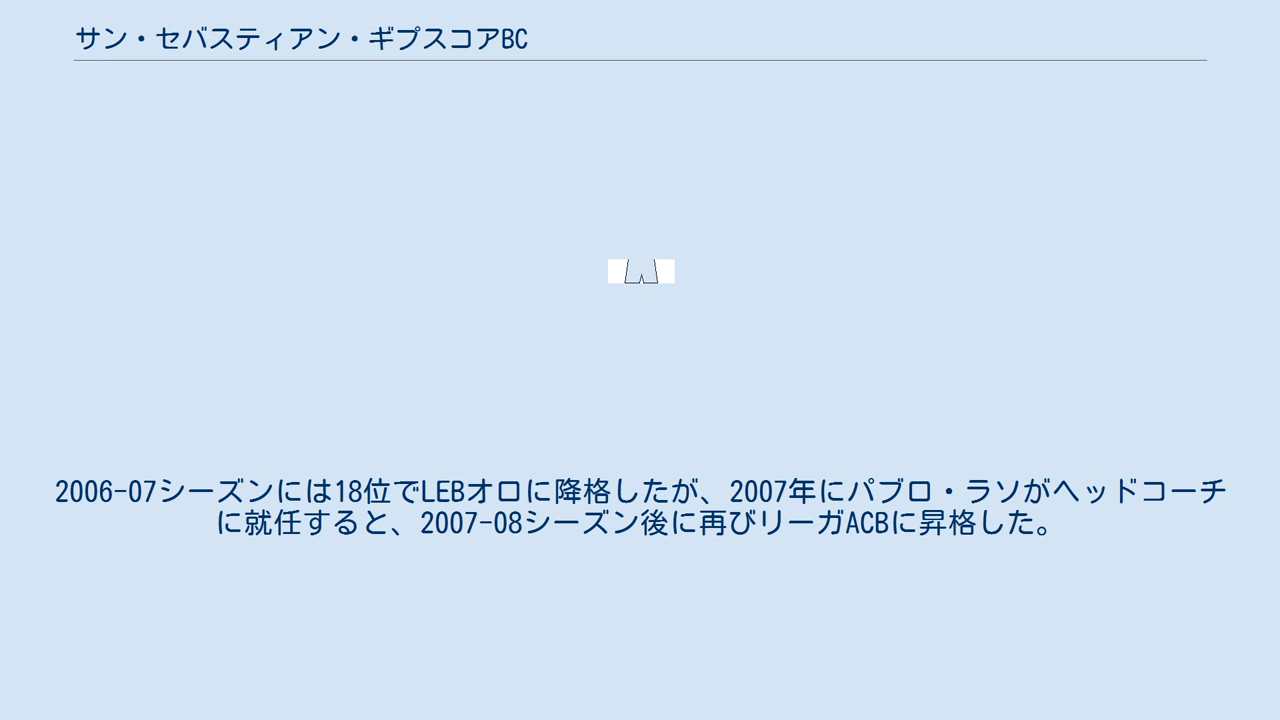 サン・セバスティアン・ギプスコアBC
2006-07シーズンには18位でLEBオロに降格したが、2007年にパブロ・ラソがヘッドコーチ
に就任すると、2007-08シーズン後に再びリーガACBに昇格した。